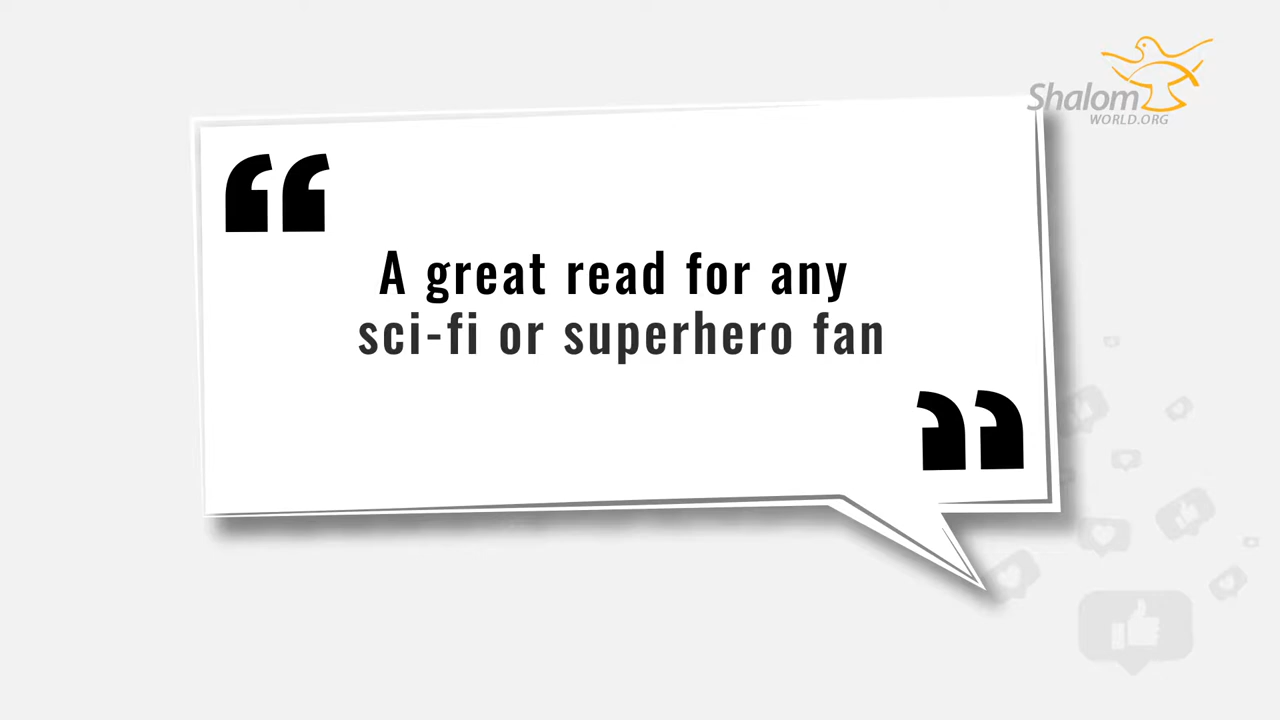 Shalom
WORLD.ORG
“
A great read for any
sci-fi or superhero fan
”